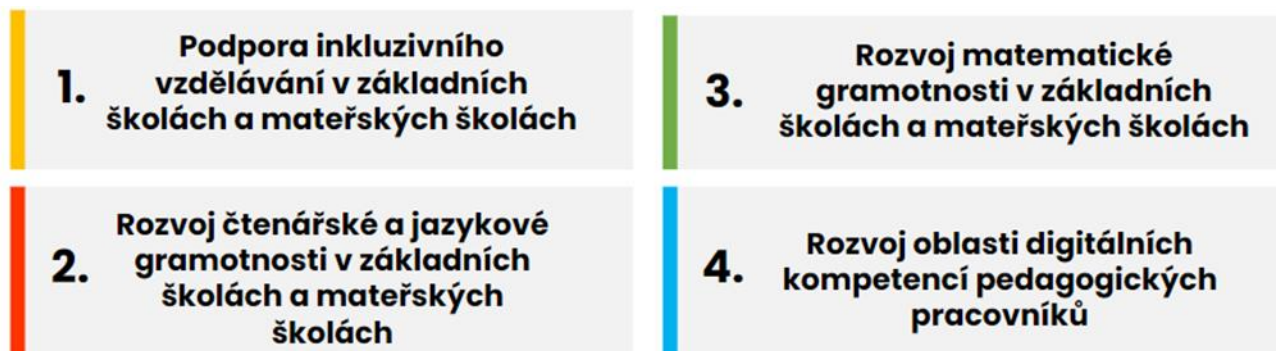 1.
Podpora inkluzivního
vzdělávání v základních
školách a mateřských školách
2.
Rozvoj čtenářské a jazykové
gramotnosti v základních
školách a mateřských
školách
3.
Rozvoj matematické
gramotnosti v základních
školách a mateřských školách
4.
Rozvoj oblasti digitálních
kompetencí pedagogických
pracovníků